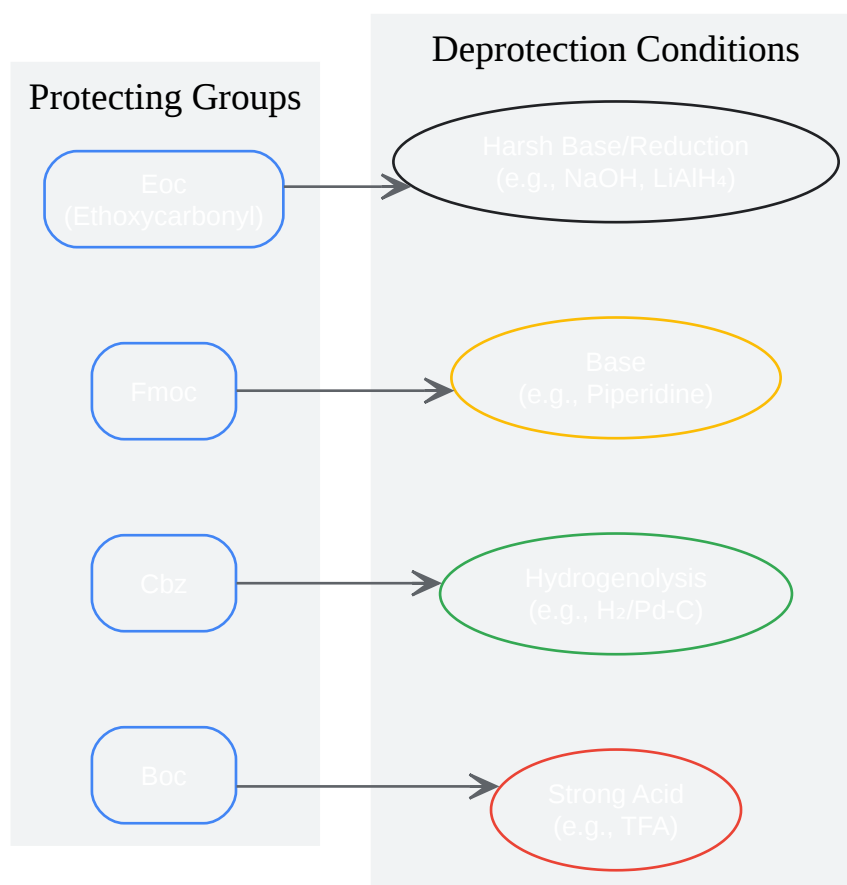 Deprotection Conditions
Protecting Groups
Eoc
(Ethoxycarbonyl)
Harsh Base/Reduction
(e.g., NaOH, LiAlH₄)
Fmoc
Base
(e.g., Piperidine)
Cbz
Hydrogenolysis
(e.g., H₂/Pd-C)
Boc
Strong Acid
(e.g., TFA)